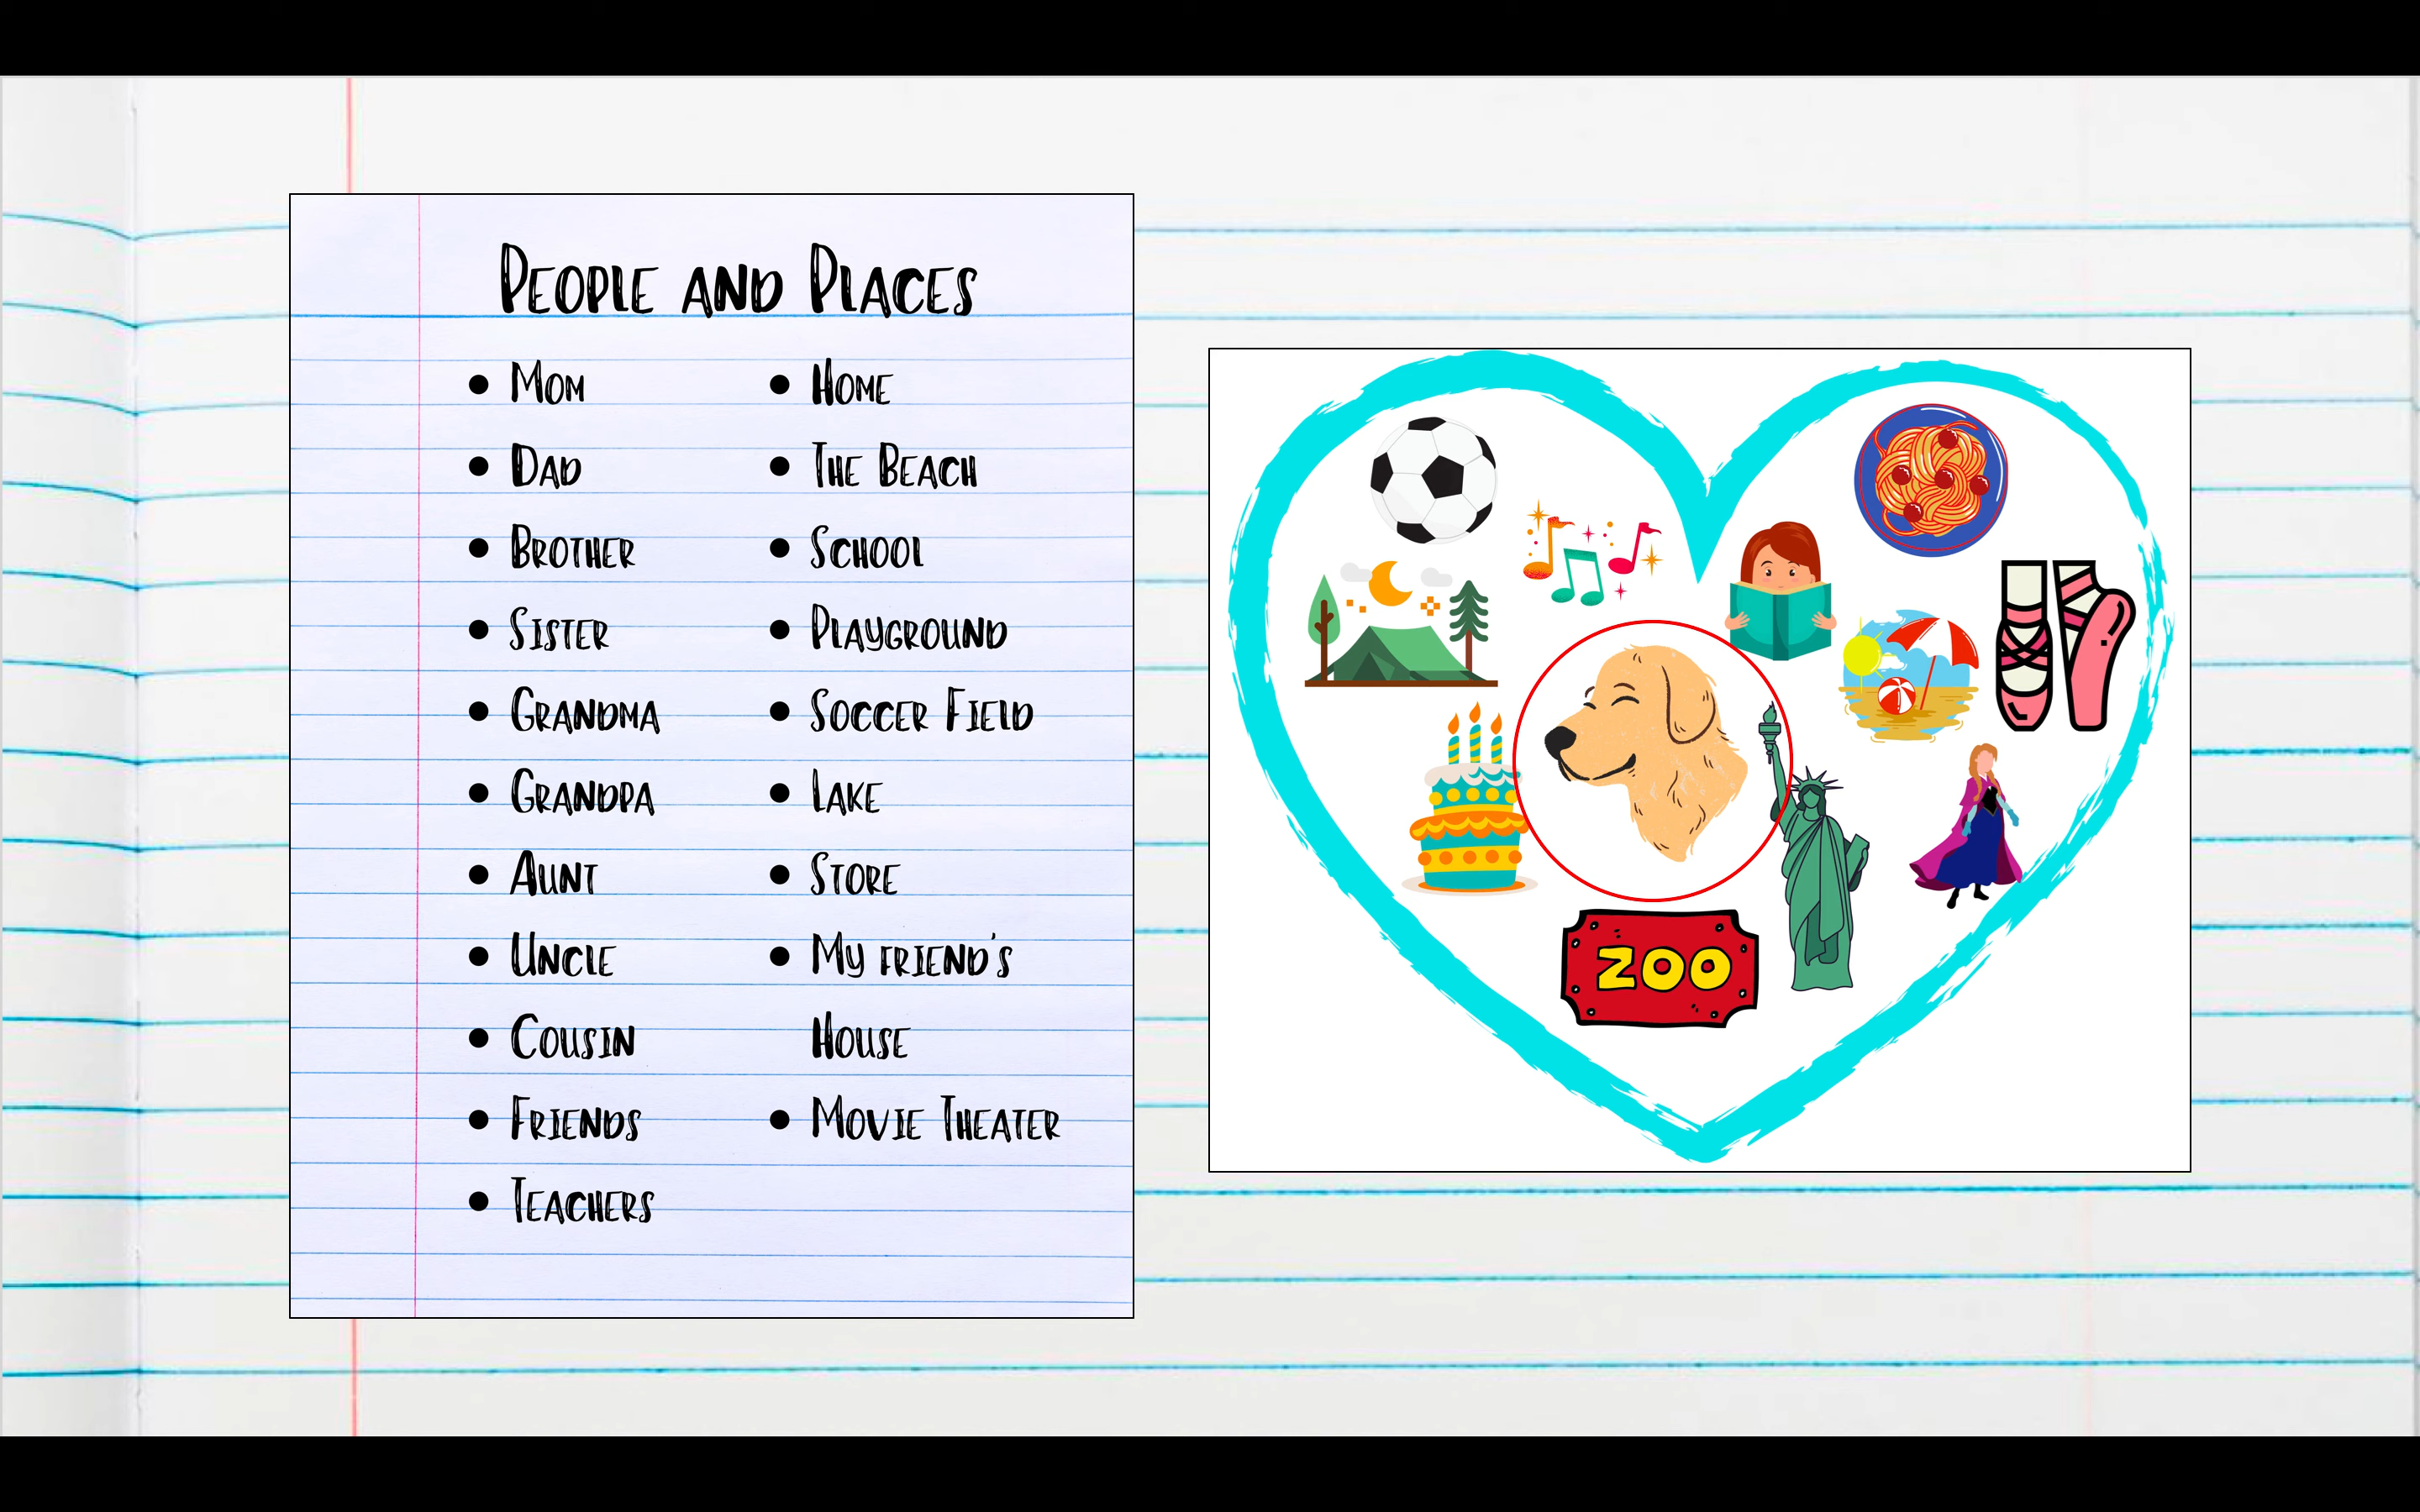 People and Places
• Mom
• Dad
• Brother
• Sister
• Grandma
• Grandpa
• Aunt
• Uncle
• Cousin
• Friends
• Teachers
• Home
• The Beach
• School
• Playground
• Soccer Field
• Lake
• Store
• My friend's
House
• Movie Theater
ZOO